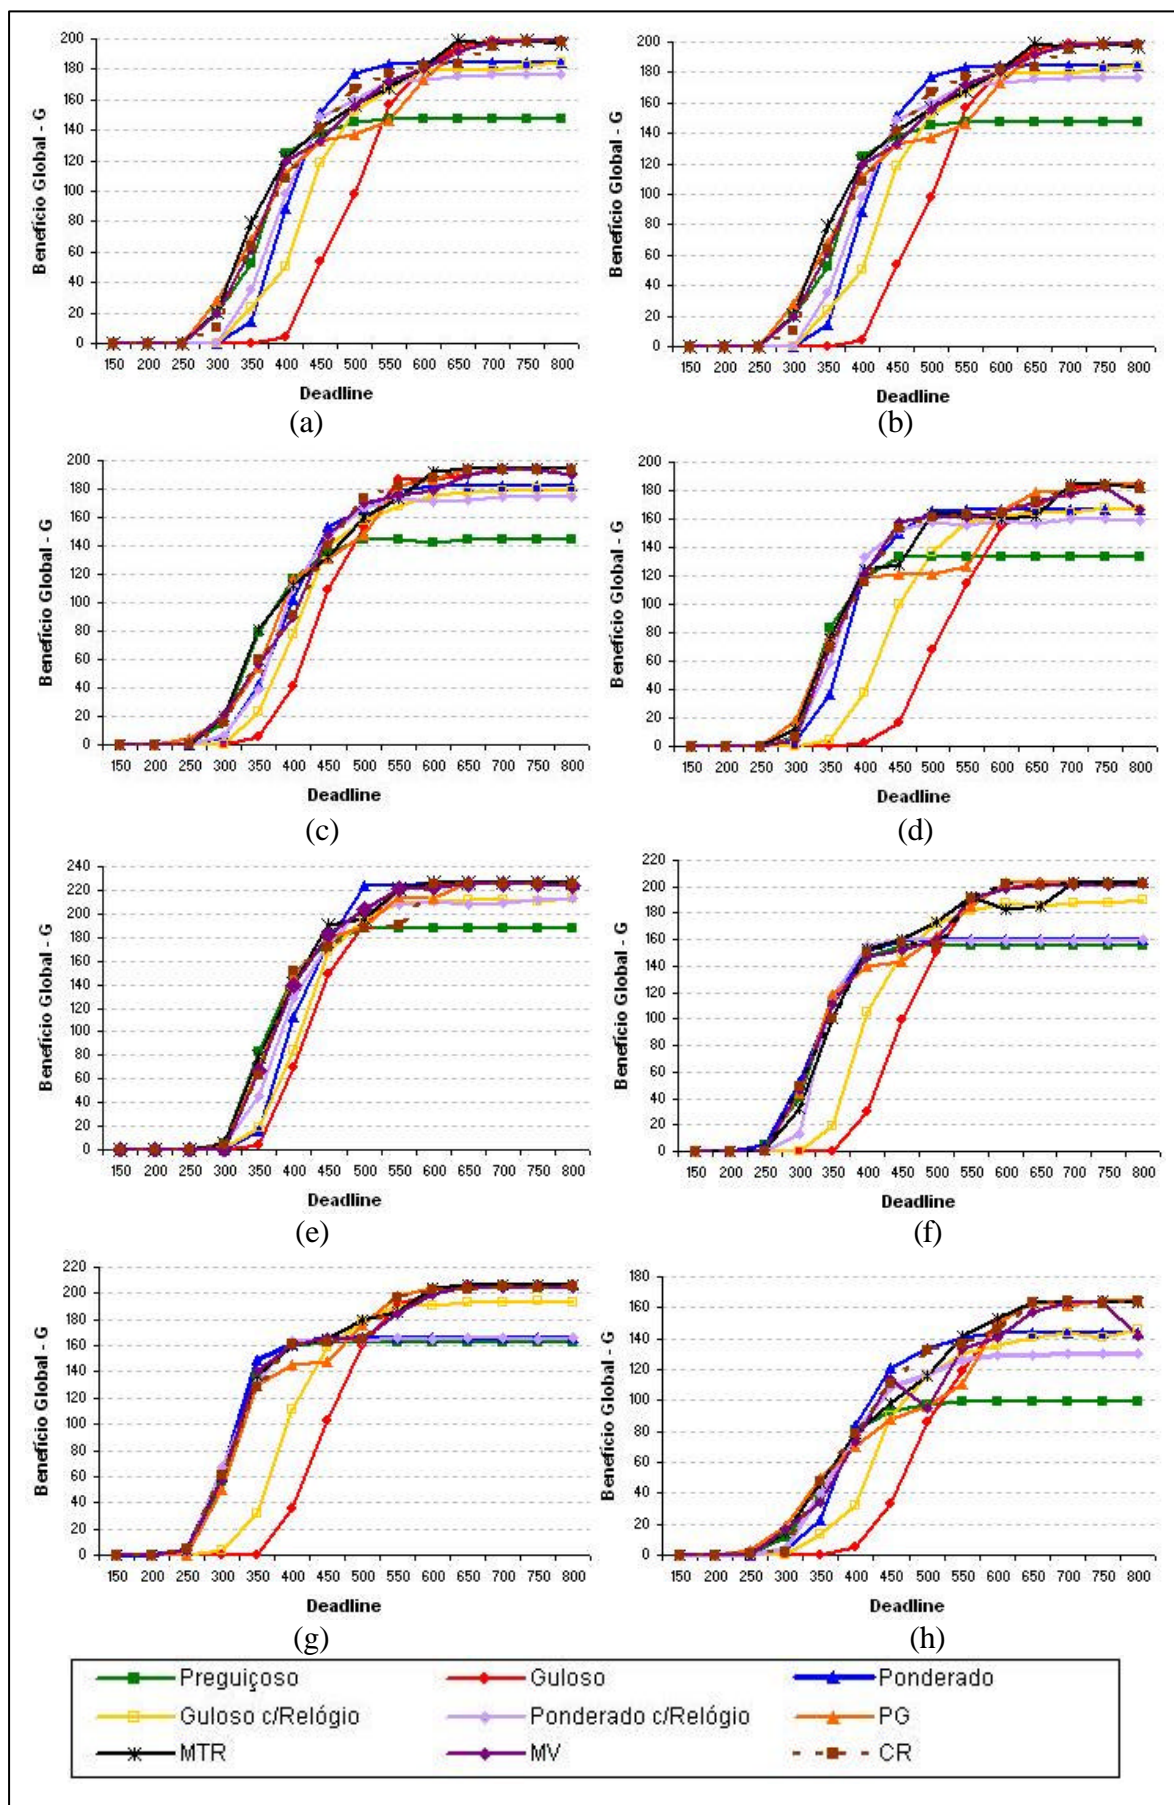 200
180
160
140
120
100
80
60
40
20
0
Benefício Global - G
150 200 250 300 350 400 450 500 550 600 650 700 750 800
Deadline
(a)
200
180
160
140
120
100
80
60
40
20
0
Benefício Global - G
150 200 250 300 350 400 450 500 550 600 650 700 750 800
Deadline
(b)
200
180
160
140
120
100
80
60
40
20
0
Benefício Global - G
150 200 250 300 350 400 450 500 550 600 650 700 750 800
Deadline
(c)
200
180
160
140
120
100
80
60
40
20
0
Benefício Global - G
150 200 250 300 350 400 450 500 550 600 650 700 750 800
Deadline
(d)
240
220
200
180
160
140
120
100
80
60
40
20
0
Benefício Global - G
150 200 250 300 350 400 450 500 550 600 650 700 750 800
Deadline
(e)
220
200
180
160
140
120
100
80
60
40
20
0
Benefício Global - G
150 200 250 300 350 400 450 500 550 600 650 700 750 800
Deadline
(f)
220
200
180
160
140
120
100
80
60
40
20
0
Benefício Global - G
150 200 250 300 350 400 450 500 550 600 650 700 750 800
Deadline
(g)
180
160
140
120
100
80
60
40
20
0
Benefício Global - G
150 200 250 300 350 400 450 500 550 600 650 700 750 800
Deadline
(h)
Preguiçoso Guloso Ponderado
Guloso c/Relógio Ponderado c/Relógio PG
MTR MV CR